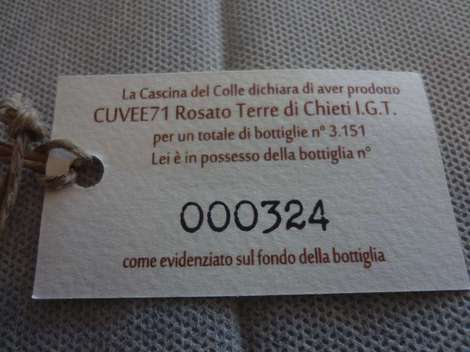 La Cascina del Colle dichiara di aver prodotto
CUVEE71 Rosato Terre di Chieti I.G.T.
per un totale di bottiglie n° 3.151
Lei è in possesso della bottiglia n°
000324
come evidenziato sul fondo della bottiglia